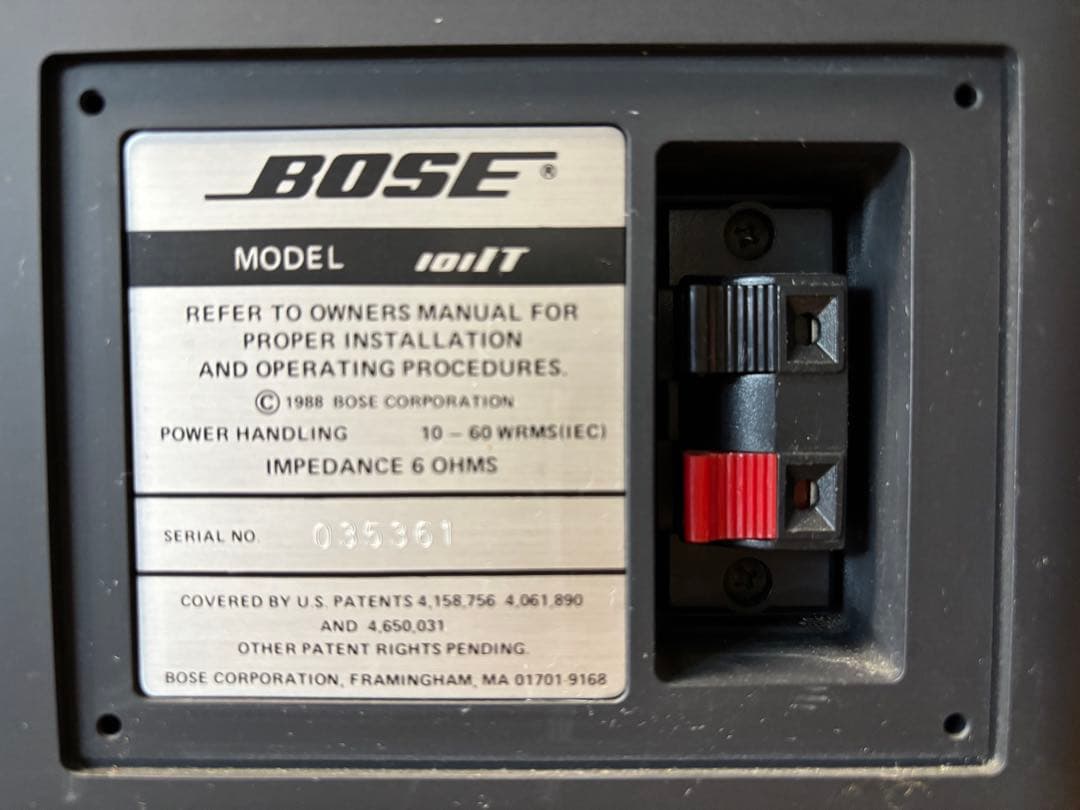 BOSE®
MODEL 101IT
REFER TO OWNERS MANUAL FOR
PROPER INSTALLATION
AND OPERATING PROCEDURES.
© 1988 BOSE CORPORATION
POWER HANDLING 10 – 60 WRMS(IEC)
IMPEDANCE 6 OHMS
SERIAL NO. 035361
COVERED BY U.S. PATENTS 4,158,756 4,061,890
AND 4,650,031
OTHER PATENT RIGHTS PENDING.
BOSE CORPORATION, FRAMINGHAM, MA 01701-9168